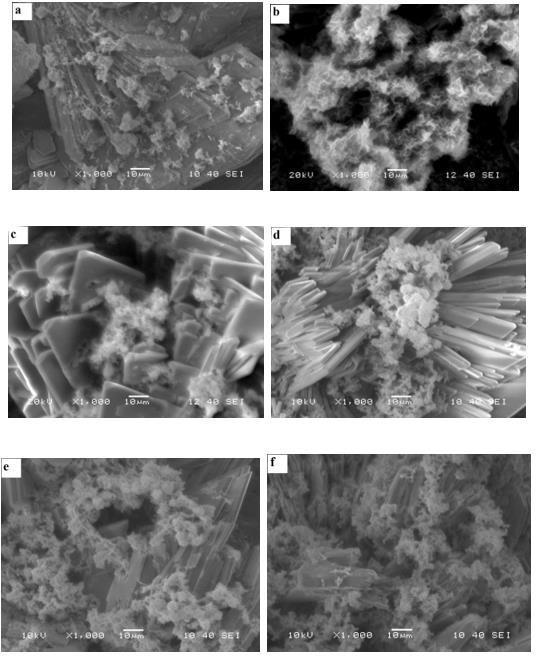 a
10kV X1,000 10µm 10 40 SEI
b
20kV X1,000 10µm 12 40 SEI
c
20kV X1,000 10µm 12 40 SEI
d
10kV X1,000 10µm 10 40 SEI
e
10kV X1,000 10µm 10 40 SEI
f
10kV X1,000 10µm 10 40 SEI